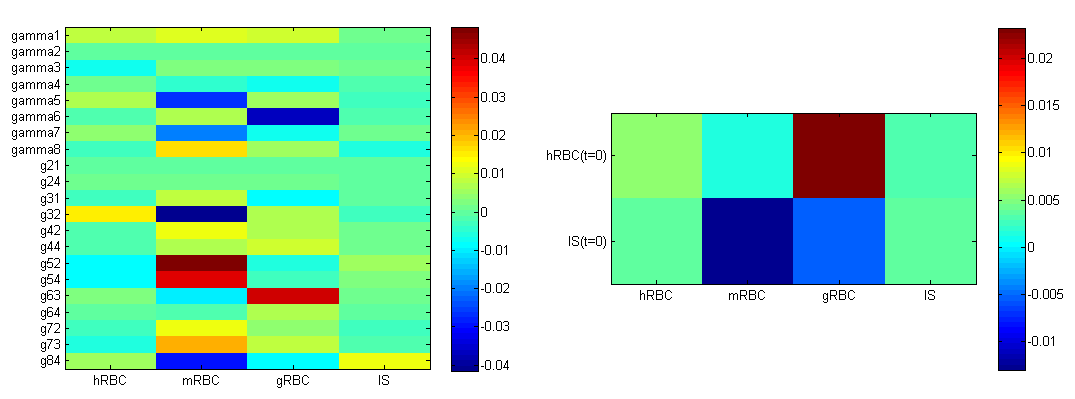 gamma1
gamma2
gamma3
gamma4
gamma5
gamma6
gamma7
gamma8
g21
g24
g31
g32
g42
g44
g52
g54
g63
g64
g72
g73
g84
hRBC mRBC gRBC IS
0.04
0.03
0.02
0.01
0
-0.01
-0.02
-0.03
-0.04
hRBC(t=0)
IS(t=0)
hRBC mRBC gRBC IS
0.02
0.015
0.01
0.005
0
-0.005
-0.01